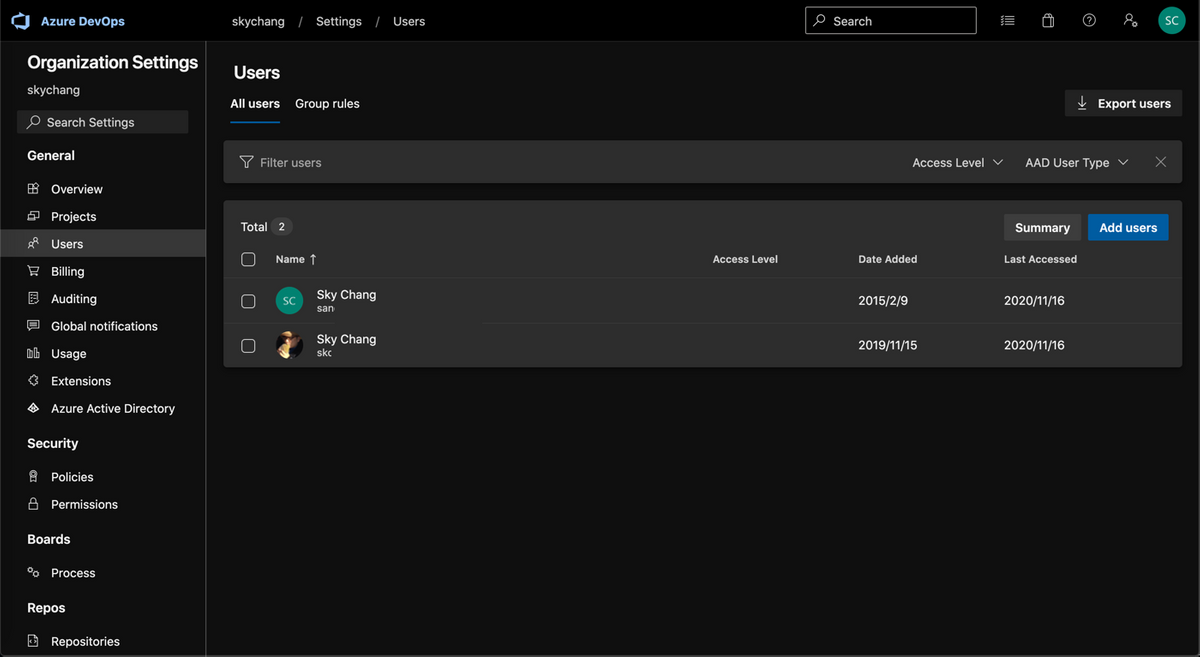 Azure DevOps
skychang / Settings / Users
Search
SC
Organization Settings
skychang
Search Settings
General
Overview
Projects
Users
Billing
Auditing
Global notifications
Usage
Extensions
Azure Active Directory
Security
Policies
Permissions
Boards
Process
Repos
Repositories
Users
All users Group rules
Export users
Filter users
Access Level AAD User Type
Total 2
Summary Add users
Name ↑ Access Level Date Added Last Accessed
SC Sky Chang 2015/2/9 2020/11/16
san
Sky Chang 2019/11/15 2020/11/16